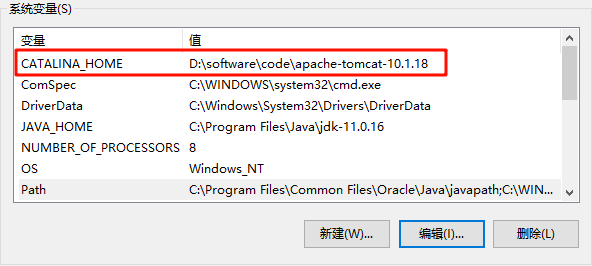 系统变量(S)
变量 值
CATALINA_HOME D:\software\code\apache-tomcat-10.1.18
ComSpec C:\WINDOWS\system32\cmd.exe
DriverData C:\Windows\System32\Drivers\DriverData
JAVA_HOME C:\Program Files\Java\jdk-11.0.16
NUMBER_OF_PROCESSORS 8
OS Windows_NT
Path C:\Program Files\Common Files\Oracle\Java\javapath;C:\WIN...
新建(W)... 编辑(I)... 删除(L)